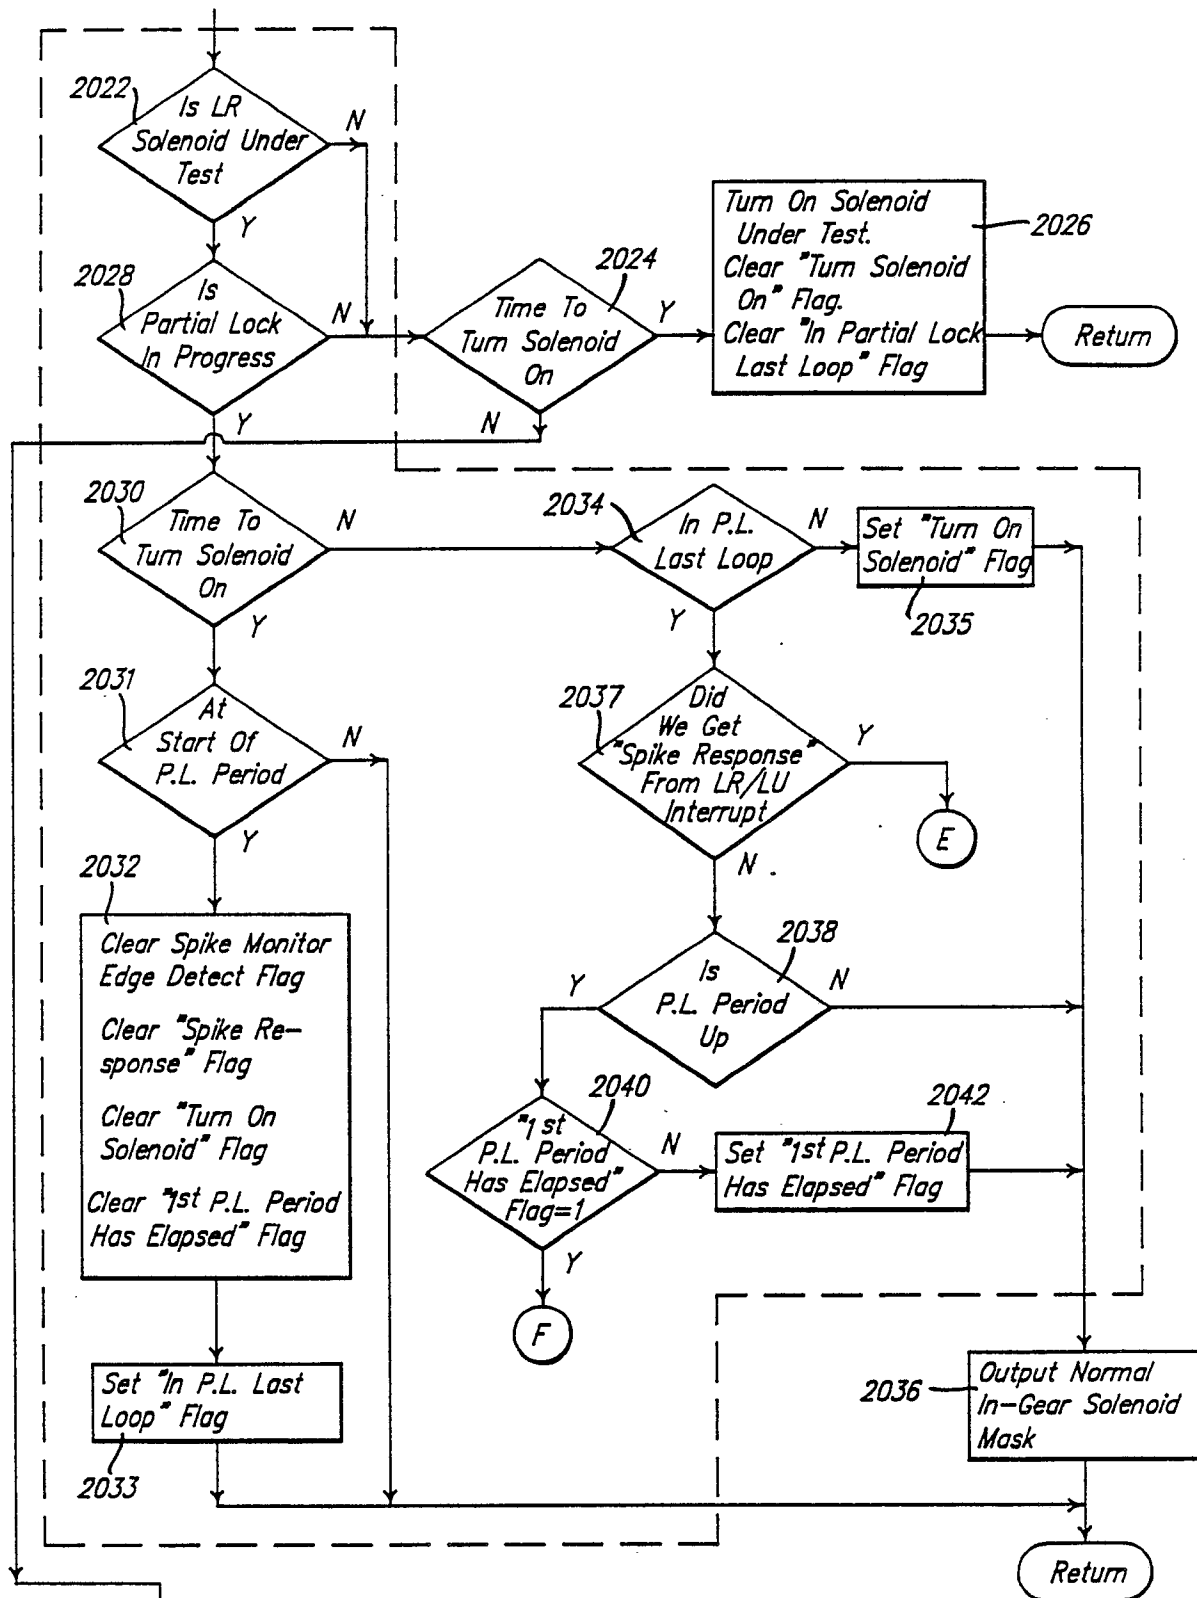 2022
Is LR
Solenoid Under
Test
N
Y
2028
Is
Partial Lock
In Progress
N
Y
2024
Time To
Turn Solenoid
On
Y
N
Turn On Solenoid
Under Test.
Clear "Turn Solenoid
On" Flag.
Clear "In Partial Lock
Last Loop" Flag
2026
Return
2030
Time To
Turn Solenoid
On
N
Y
2034
In P.L.
Last Loop
N
Y
Set "Turn On
Solenoid" Flag
2035
2031
At
Start Of
P.L. Period
N
Y
2037
Did
We Get
"Spike Response"
From LR/LU
Interrupt
Y
N
E
2032
Clear Spike Monitor
Edge Detect Flag
Clear "Spike Re-
sponse" Flag
Clear "Turn On
Solenoid" Flag
Clear "1st P.L. Period
Has Elapsed" Flag
2038
Is
P.L. Period
Up
Y
N
2040
"1st
P.L. Period
Has Elapsed"
Flag=1
N
Y
2042
Set "1st P.L. Period
Has Elapsed" Flag
F
Set "In P.L. Last
Loop" Flag
2033
2036
Output Normal
In-Gear Solenoid
Mask
Return